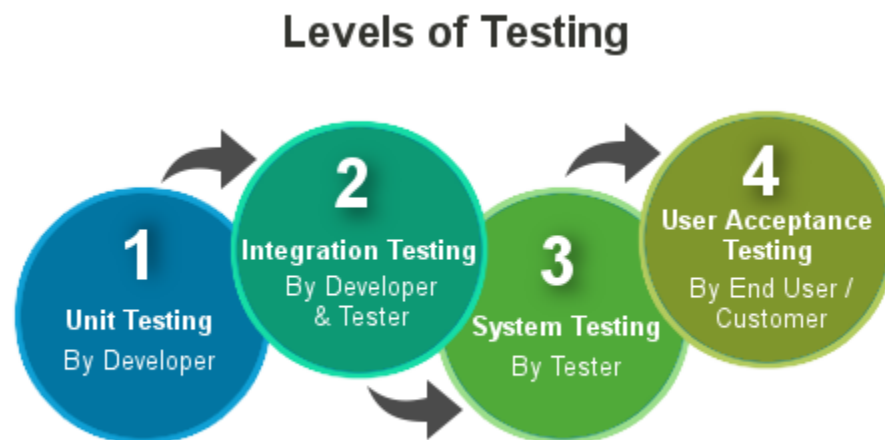 Levels of Testing
1
Unit Testing
By Developer
2
Integration Testing
By Developer
& Tester
3
System Testing
By Tester
4
User Acceptance
Testing
By End User /
Customer